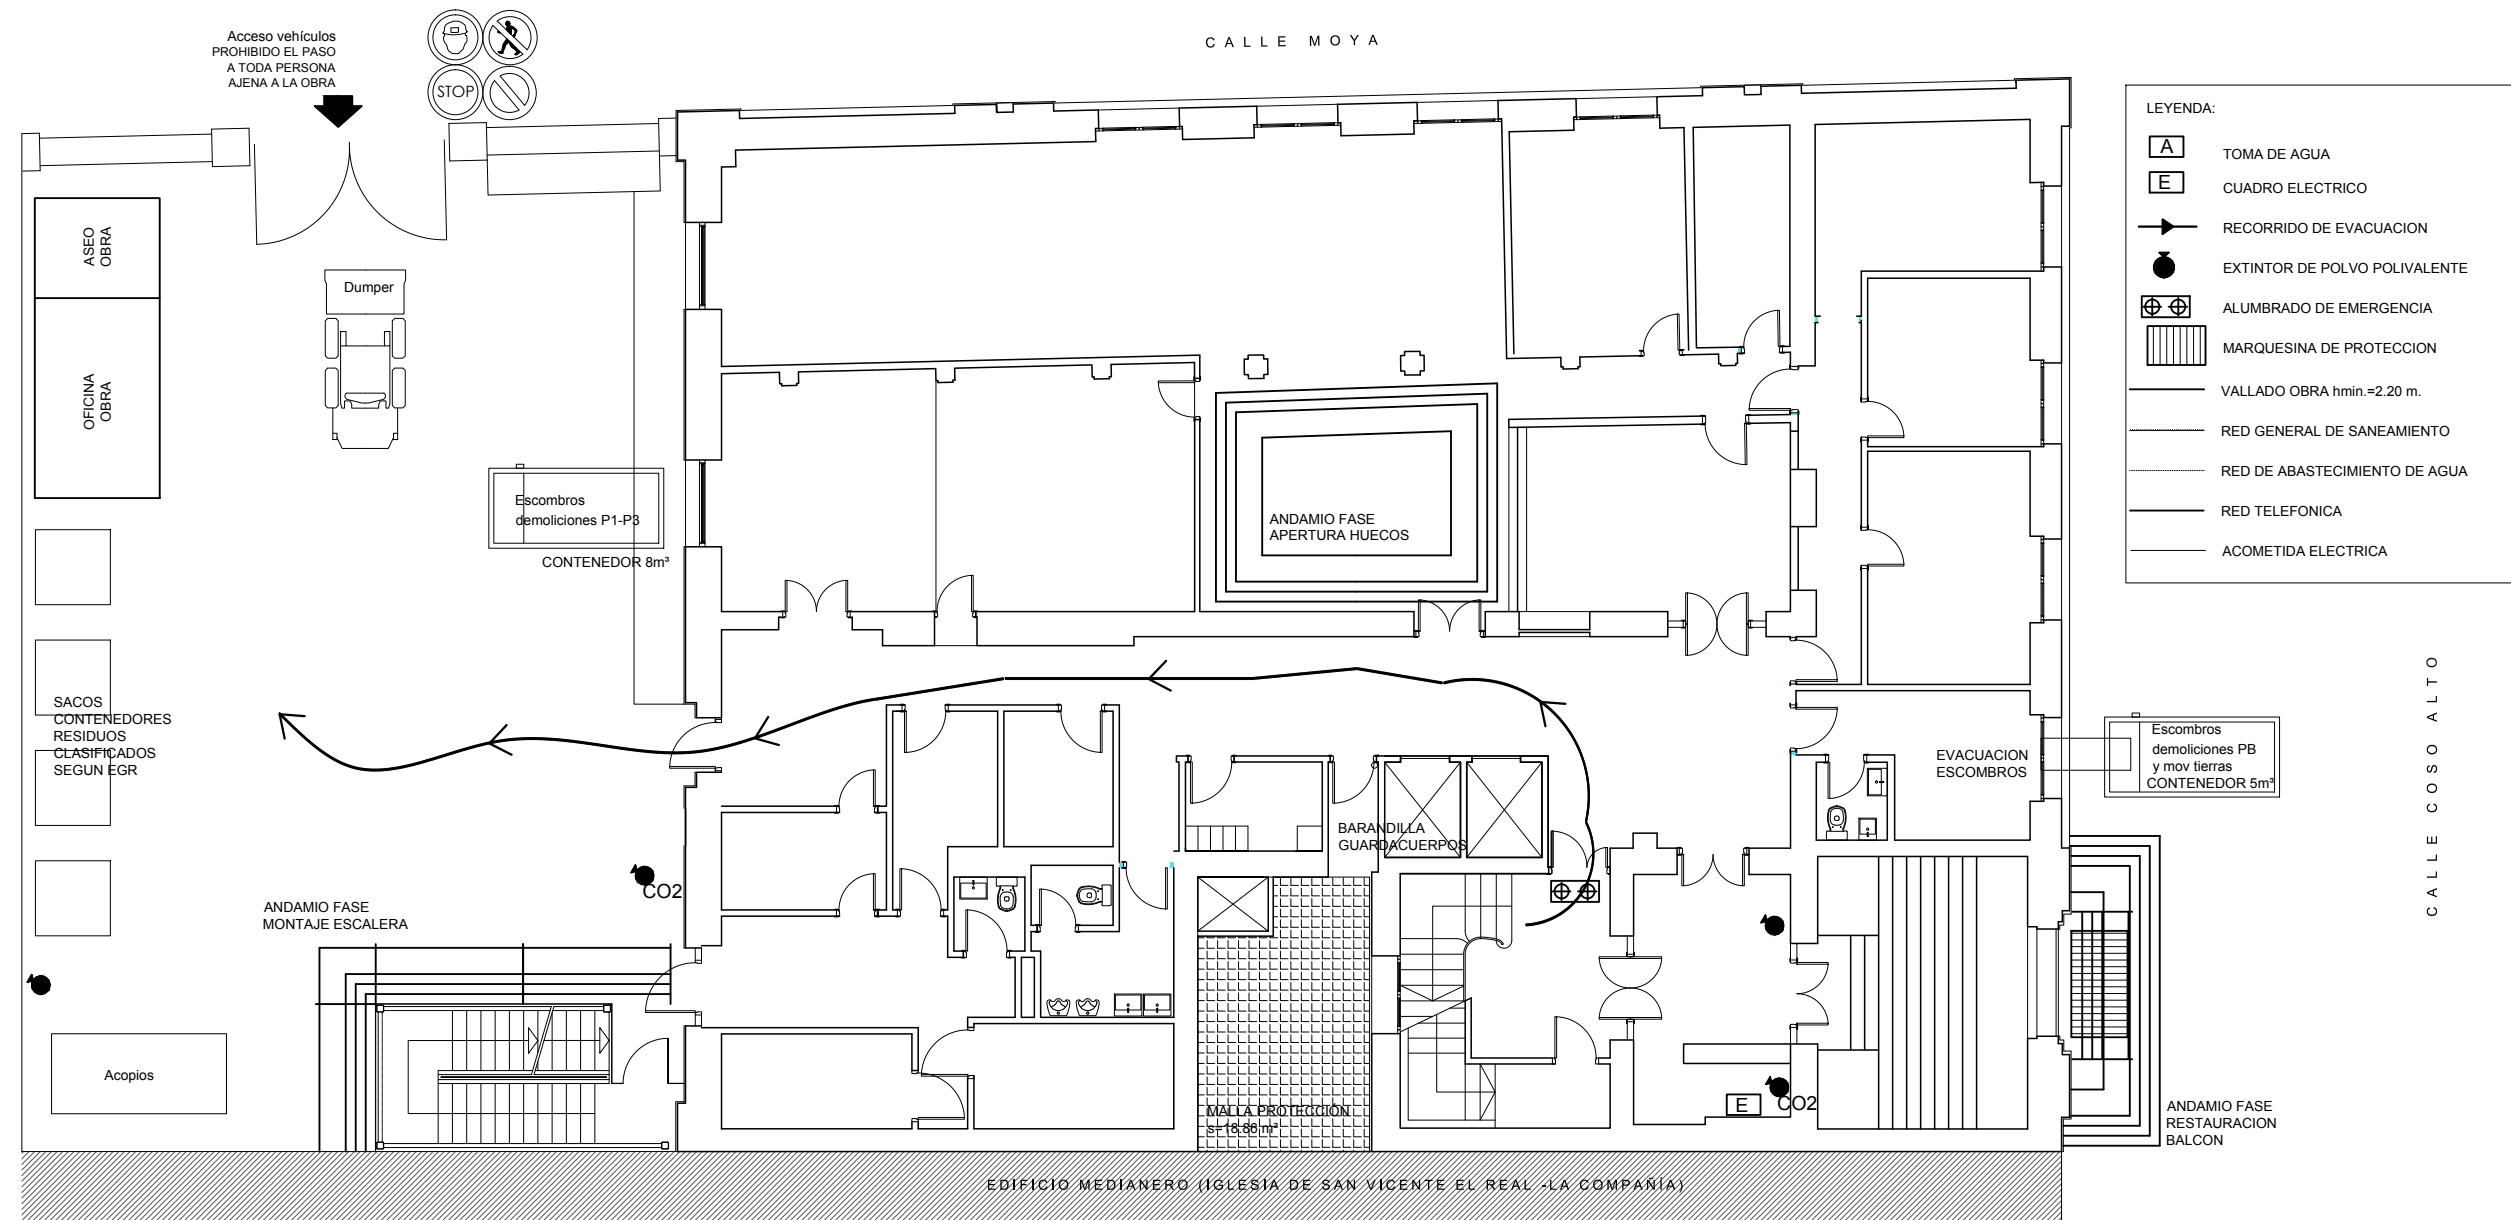 Acceso vehículos
PROHIBIDO EL PASO
A TODA PERSONA
AJENA A LA OBRA
STOP
CALLE MOYA
LEYENDA:
A TOMA DE AGUA
E CUADRO ELECTRICO
RECORRIDO DE EVACUACION
EXTINTOR DE POLVO POLIVALENTE
ALUMBRADO DE EMERGENCIA
MARQUESINA DE PROTECCION
VALLADO OBRA hmin.=2.20 m.
RED GENERAL DE SANEAMIENTO
RED DE ABASTECIMIENTO DE AGUA
RED TELEFONICA
ACOMETIDA ELECTRICA
ASEO
OBRA
OFICINA
OBRA
Dumper
Escombros
demoliciones P1-P3
CONTENEDOR 8m³
ANDAMIO FASE
APERTURA HUECOS
SACOS
CONTENEDORES
RESIDUOS
CLASIFICADOS
SEGUN EGR
EVACUACION
ESCOMBROS
Escombros
demoliciones PB
y mov tierras
CONTENEDOR 5m³
CALLE COSO ALTO
BARANDILLA
GUARDACUERPOS
CO2
ANDAMIO FASE
MONTAJE ESCALERA
Acopios
MALLA PROTECCIÓN
s=18.86 m²
E
CO2
ANDAMIO FASE
RESTAURACION
BALCON
EDIFICIO MEDIANERO (IGLESIA DE SAN VICENTE EL REAL -LA COMPAÑÍA)